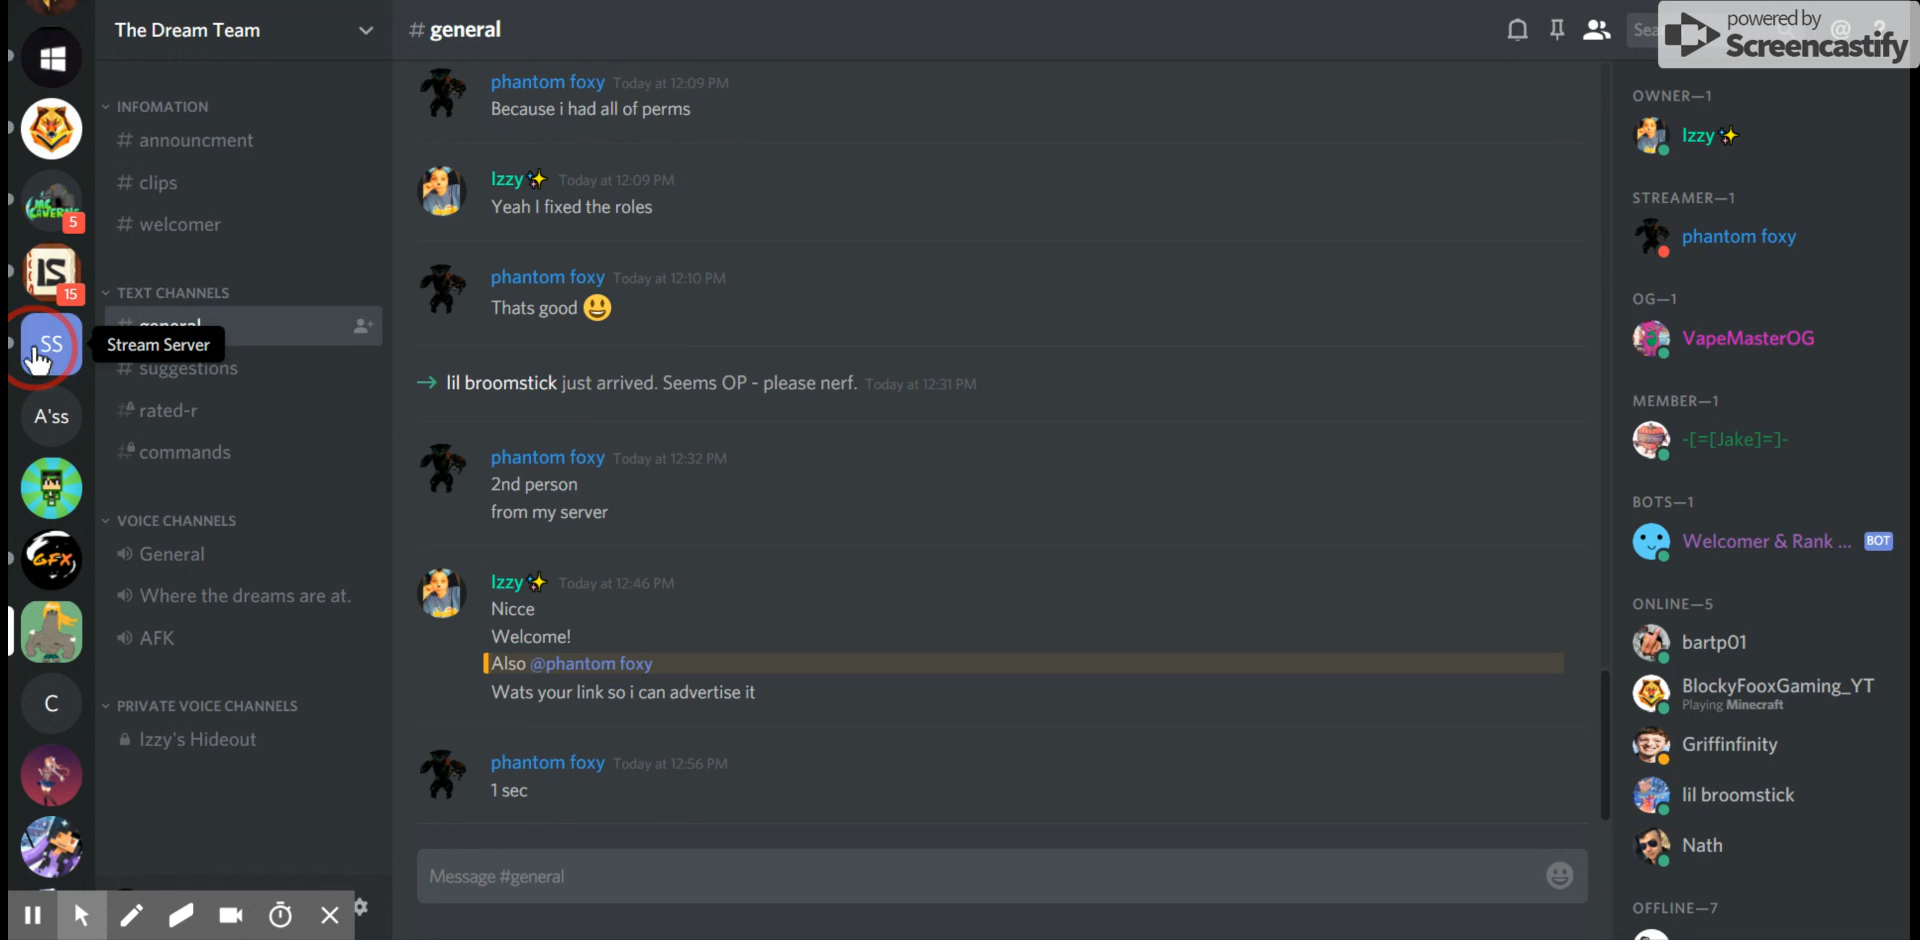 The Dream Team
# general
Sea
powered by
Screencastify
INFOMATION
# announcment
# clips
# welcomer
TEXT CHANNELS
# general
# suggestions
# rated-r
# commands
VOICE CHANNELS
General
Where the dreams are at.
AFK
PRIVATE VOICE CHANNELS
Izzy's Hideout
5
IS
15
SS
Stream Server
A'ss
GFX
C
phantom foxy Today at 12:09 PM
Because i had all of perms
Izzy✨ Today at 12:09 PM
Yeah I fixed the roles
phantom foxy Today at 12:10 PM
Thats good 😃
→ lil broomstick just arrived. Seems OP - please nerf. Today at 12:31 PM
phantom foxy Today at 12:32 PM
2nd person
from my server
Izzy✨ Today at 12:46 PM
Nicce
Welcome!
Also @phantom foxy
Wats your link so i can advertise it
phantom foxy Today at 12:56 PM
1 sec
Message #general
OWNER—1
Izzy✨
STREAMER—1
phantom foxy
OG—1
VapeMasterOG
MEMBER—1
-[=[Jake]=]-
BOTS—1
Welcomer & Rank ... BOT
ONLINE—5
bartp01
BlockyFooxGaming_YT
Playing Minecraft
Griffinfinity
lil broomstick
Nath
OFFLINE—7